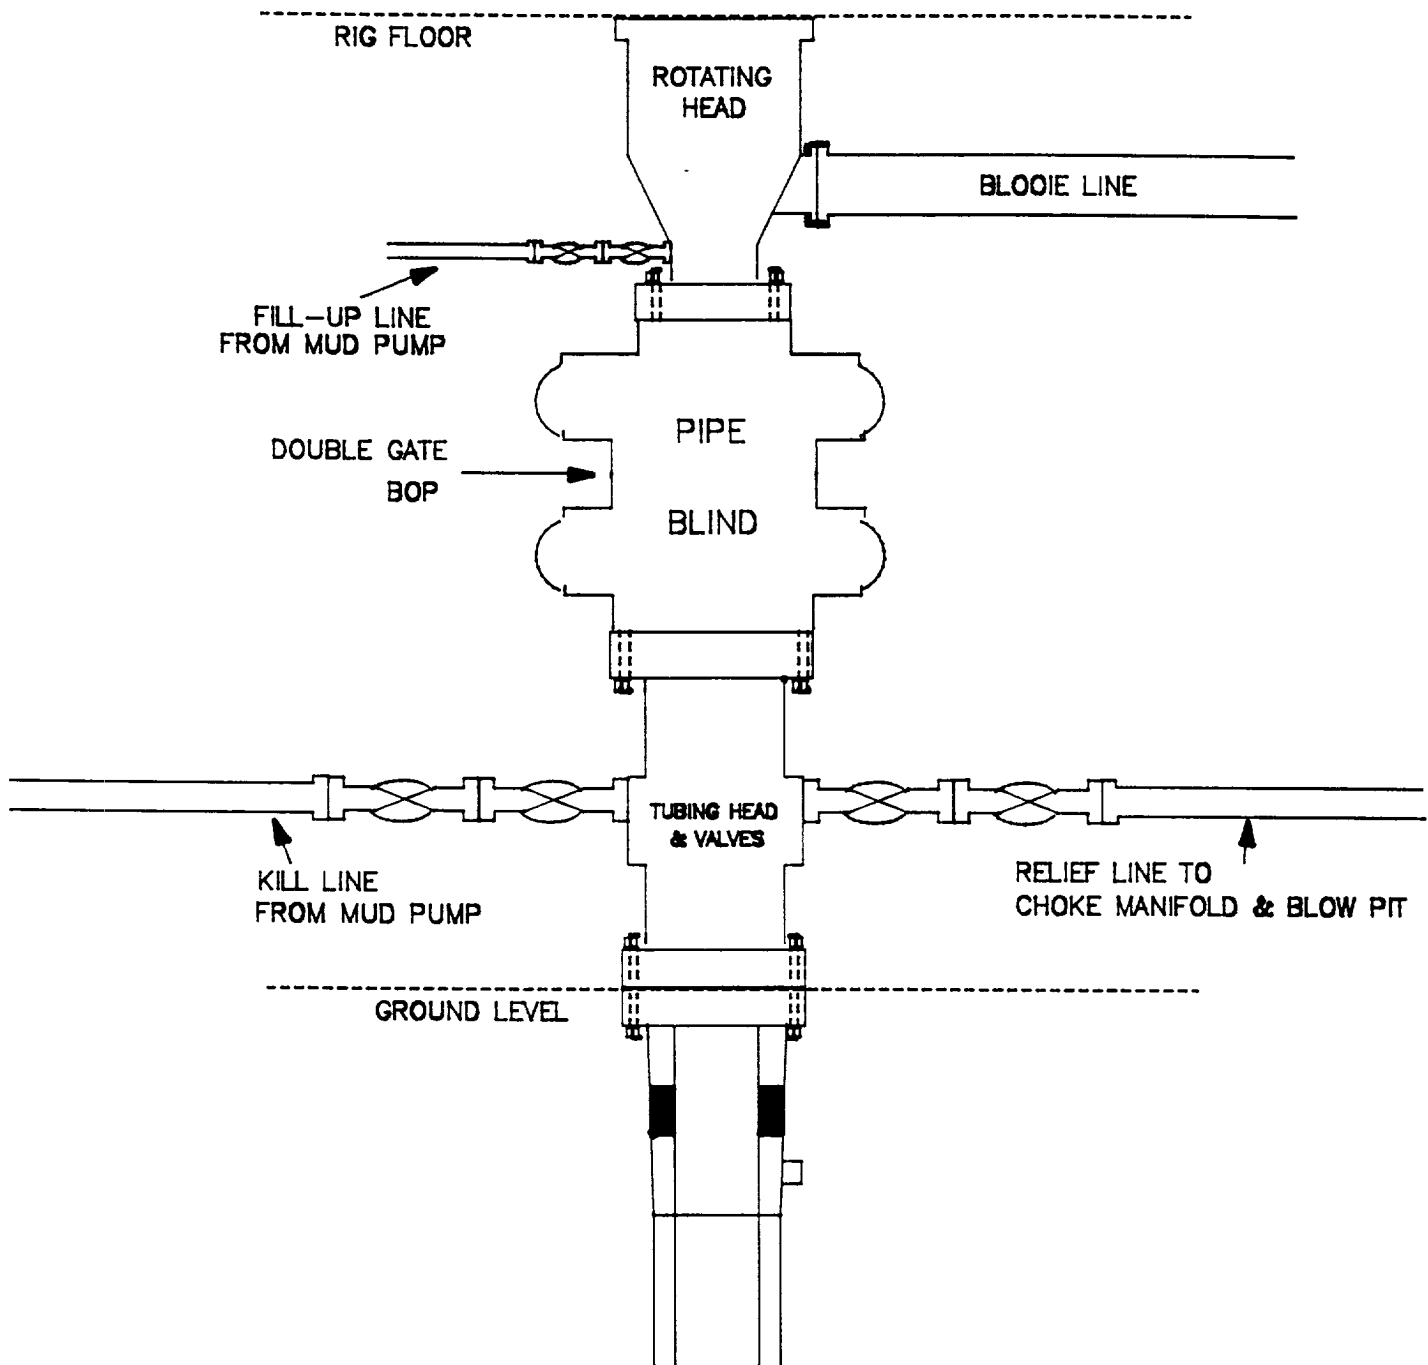 RIG FLOOR
ROTATING
HEAD
BLOOIE LINE
FILL-UP LINE
FROM MUD PUMP
PIPE
DOUBLE GATE
BOP
BLIND
TUBING HEAD
& VALVES
KILL LINE
FROM MUD PUMP
RELIEF LINE TO
CHOKE MANIFOLD & BLOW PIT
GROUND LEVEL